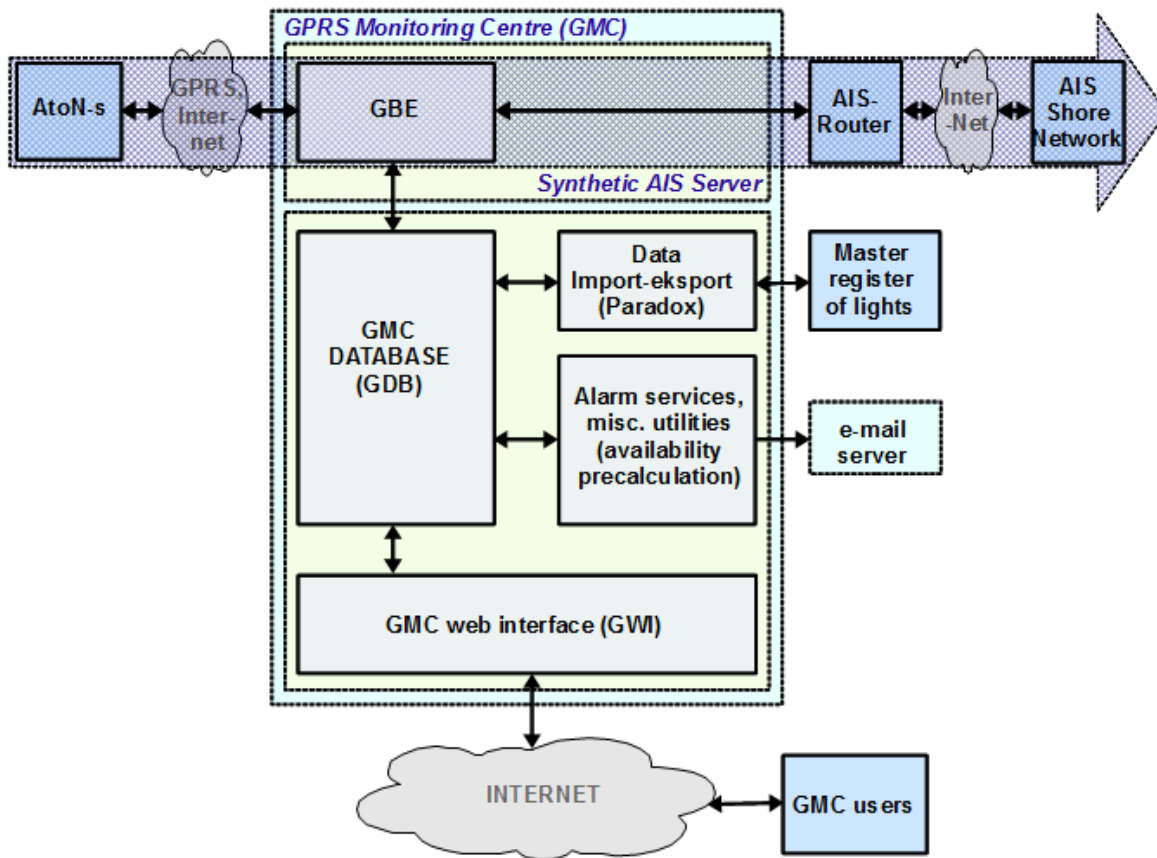 GPRS Monitoring Centre (GMC)
AtoN-s
GPRS,
Inter-
net
GBE
AIS-
Router
Inter
-Net
AIS
Shore
Network
Synthetic AIS Server
GMC
DATABASE
(GDB)
Data
Import-eksport
(Paradox)
Master
register
of lights
Alarm services,
misc. utilities
(availability
precalculation)
e-mail
server
GMC web interface (GWI)
INTERNET
GMC users